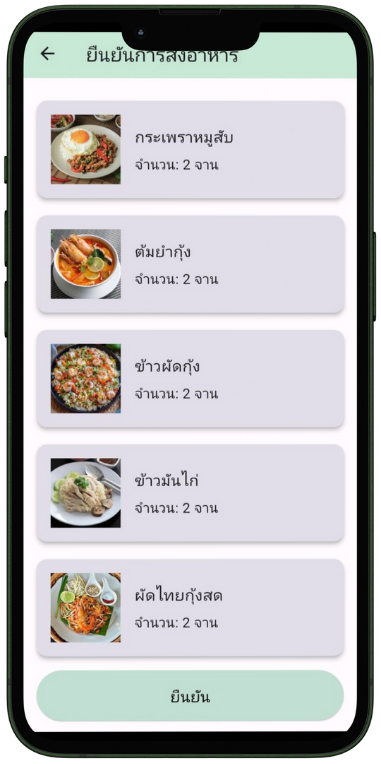 ยืนยันการสั่งอาหาร
กระเพราหมูสับ
จำนวน: 2 จาน
ต้มยำกุ้ง
จำนวน: 2 จาน
ข้าวผัดกุ้ง
จำนวน: 2 จาน
ข้าวมันไก่
จำนวน: 2 จาน
ผัดไทยกุ้งสด
จำนวน: 2 จาน
ยืนยัน